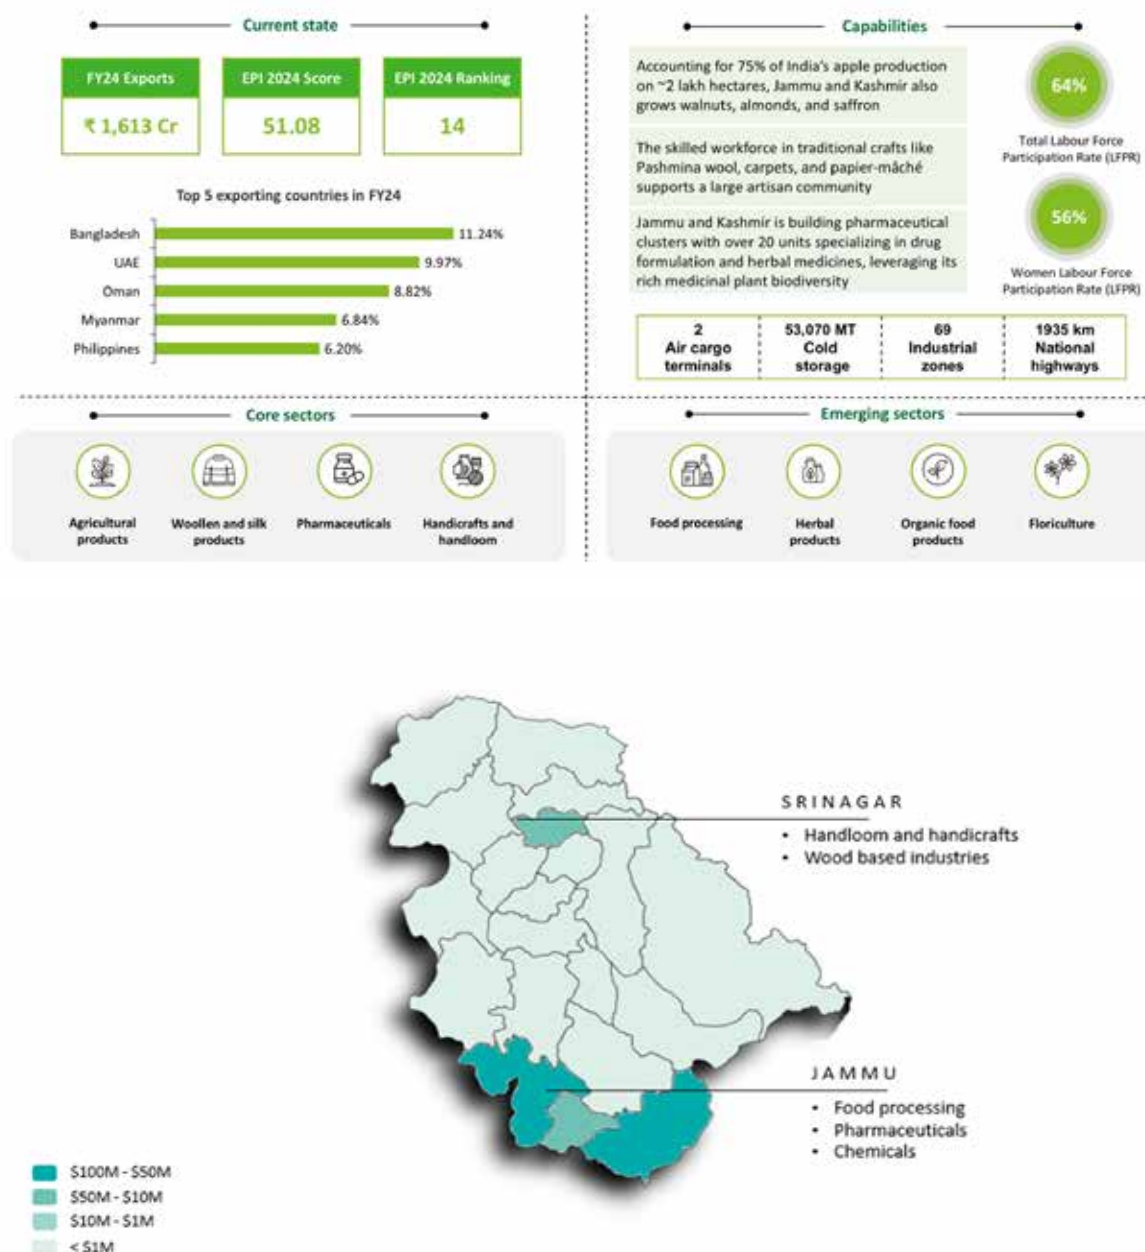 Current state
FY24 Exports
₹ 1,613 Cr
EPI 2024 Score
51.08
EPI 2024 Ranking
14
Top 5 exporting countries in FY24
Bangladesh 11.24%
UAE 9.97%
Oman 8.82%
Myanmar 6.84%
Philippines 6.20%
Capabilities
Accounting for 75% of India's apple production
on ~2 lakh hectares, Jammu and Kashmir also
grows walnuts, almonds, and saffron
The skilled workforce in traditional crafts like
Pashmina wool, carpets, and papier-mâché
supports a large artisan community
Jammu and Kashmir is building pharmaceutical
clusters with over 20 units specializing in drug
formulation and herbal medicines, leveraging its
rich medicinal plant biodiversity
64%
Total Labour Force
Participation Rate (LFPR)
56%
Women Labour Force
Participation Rate (LFPR)
2
Air cargo
terminals
53,070 MT
Cold
storage
69
Industrial
zones
1935 km
National
highways
Core sectors
Agricultural
products
Woollen and silk
products
Pharmaceuticals
Handicrafts and
handloom
Emerging sectors
Food processing
Herbal
products
Organic food
products
Floriculture
SRINAGAR
• Handloom and handicrafts
• Wood based industries
JAMMU
• Food processing
• Pharmaceuticals
• Chemicals
$100M - $50M
$50M - $10M
$10M - $1M
< $1M